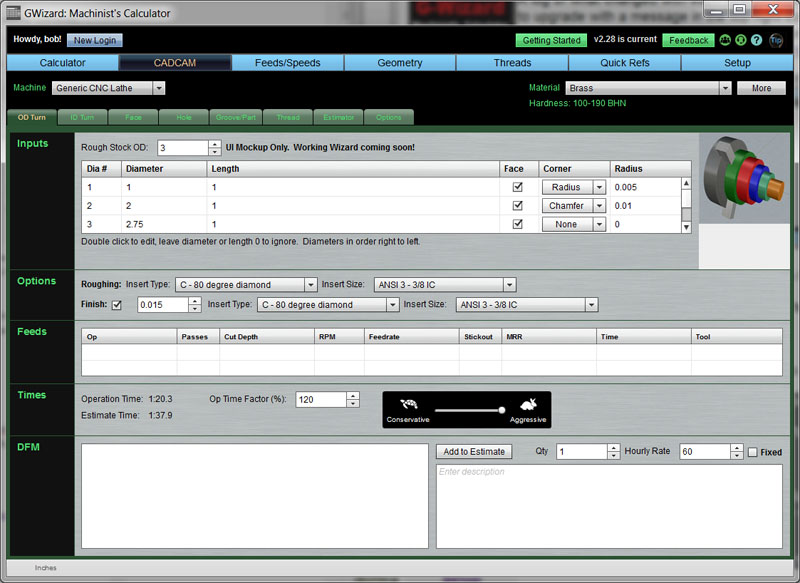 GWizard: Machinist's Calculator
Howdy, bob! New Login Getting Started v2.28 is current Feedback ? Tip
Calculator CADCAM Feeds/Speeds Geometry Threads Quick Refs Setup
Machine Generic CNC Lathe Material Brass More
Hardness: 100-190 BHN
OD Turn ID Turn Face Hole Groove/Part Thread Estimator Options
Inputs
Rough Stock OD: 3 UI Mockup Only. Working Wizard coming soon!
Dia # Diameter Length Face Corner Radius
1 1 1 Radius 0.005
2 2 1 Chamfer 0.01
3 2.75 1 None 0
Double click to edit, leave diameter or length 0 to ignore. Diameters in order right to left.
Options
Roughing: Insert Type: C - 80 degree diamond Insert Size: ANSI 3 - 3/8 IC
Finish: 0.015 Insert Type: C - 80 degree diamond Insert Size: ANSI 3 - 3/8 IC
Feeds
Op Passes Cut Depth RPM Feedrate Stickout MRR Time Tool
Times
Operation Time: 1:20.3 Op Time Factor (%): 120
Estimate Time: 1:37.9
Conservative Aggressive
DFM
Add to Estimate Qty 1 Hourly Rate 60 Fixed
Enter description
Inches